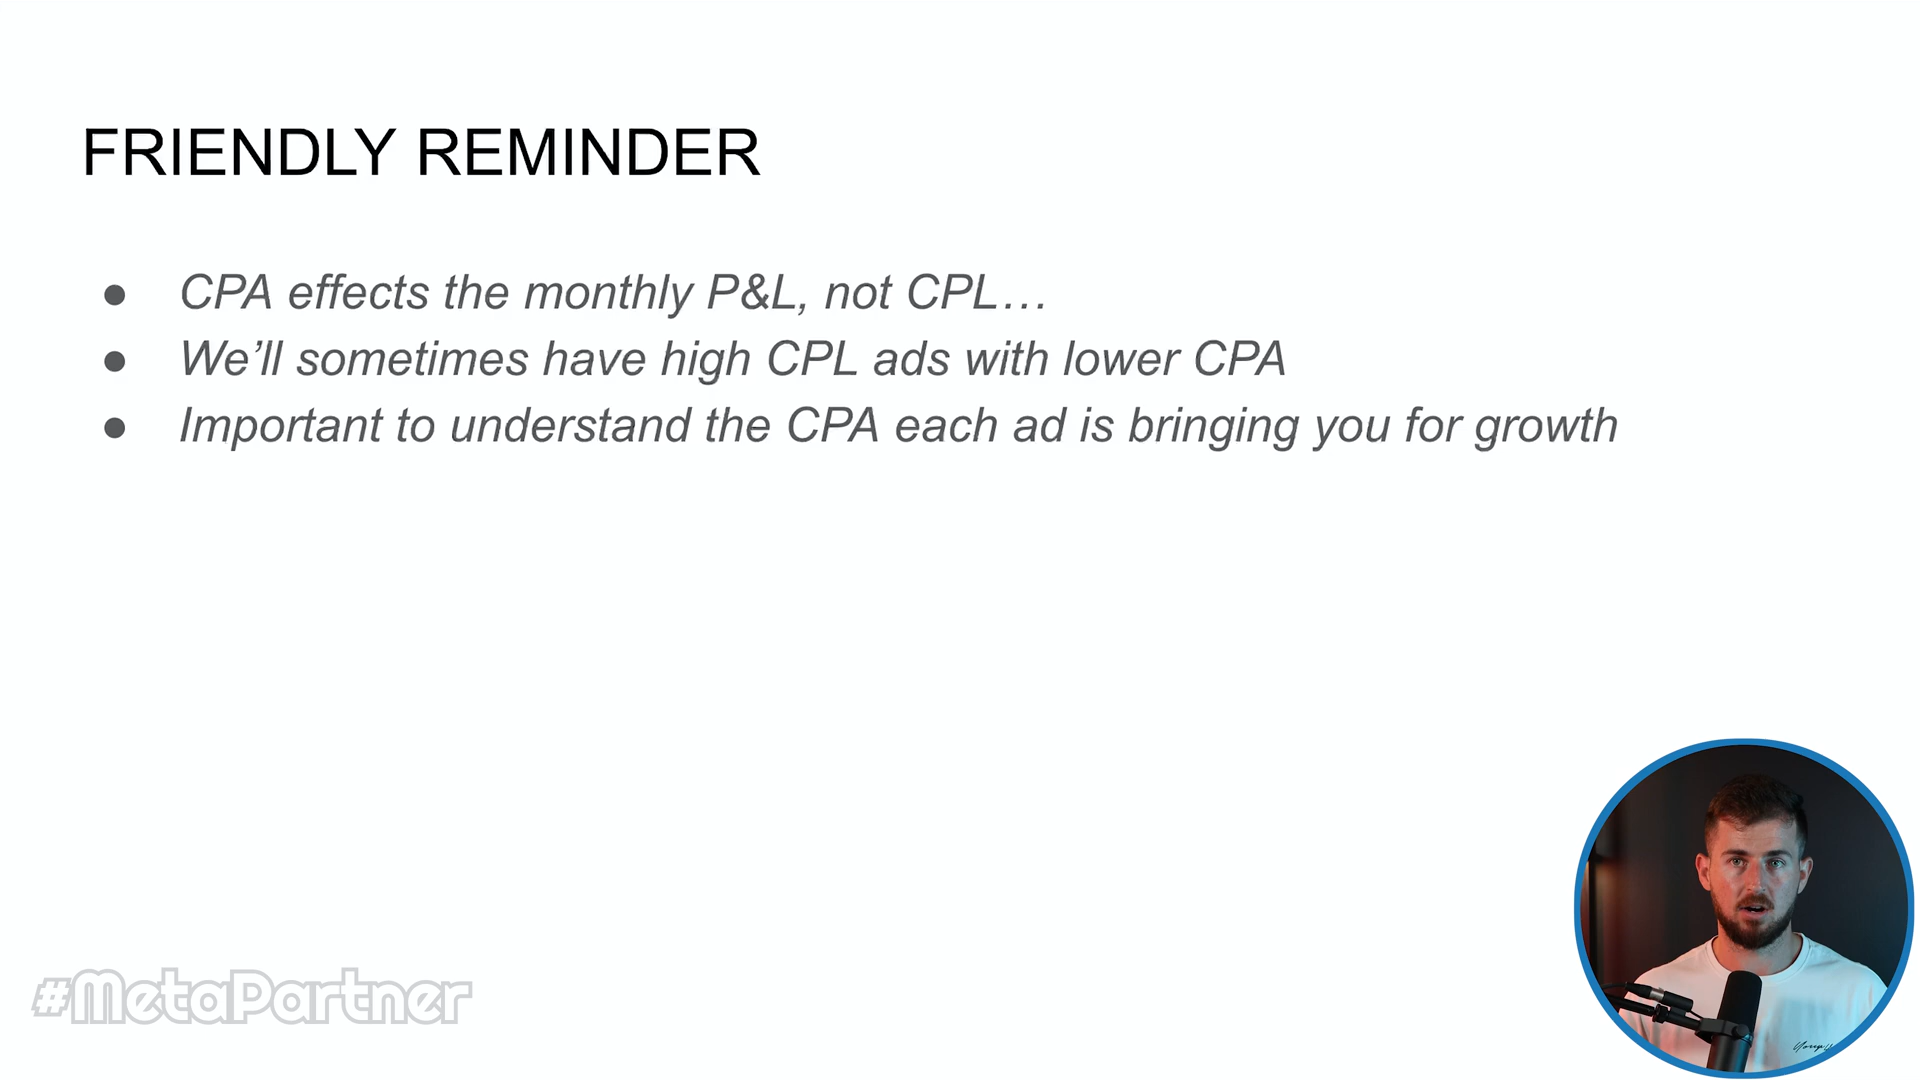 FRIENDLY REMINDER
● CPA effects the monthly P&L, not CPL…
● We’ll sometimes have high CPL ads with lower CPA
● Important to understand the CPA each ad is bringing you for growth
#MetaPartner